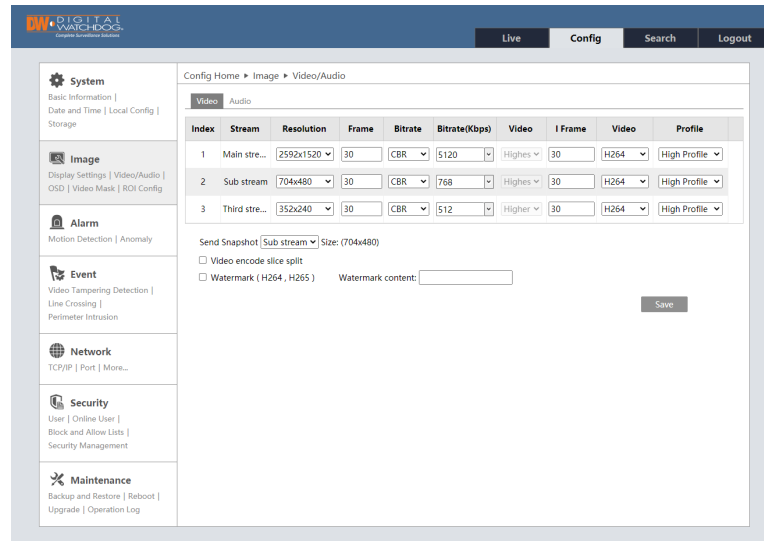 DW DIGITAL
WATCHDOG®
Complete Surveillance Solutions
Live Config Search Logout
System
Basic Information |
Date and Time | Local Config |
Storage
Image
Display Settings | Video/Audio |
OSD | Video Mask | ROI Config
Alarm
Motion Detection | Anomaly
Event
Video Tampering Detection |
Line Crossing |
Perimeter Intrusion
Network
TCP/IP | Port | More...
Security
User | Online User |
Block and Allow Lists |
Security Management
Maintenance
Backup and Restore | Reboot |
Upgrade | Operation Log
Config Home ▸ Image ▸ Video/Audio
Video Audio
Index Stream Resolution Frame Bitrate Bitrate(Kbps) Video I Frame Video Profile
1 Main stre... 2592x1520 30 CBR 5120 Highes 30 H264 High Profile
2 Sub stream 704x480 30 CBR 768 Highes 30 H264 High Profile
3 Third stre... 352x240 30 CBR 512 Higher 30 H264 High Profile
Send Snapshot Sub stream Size: (704x480)
Video encode slice split
Watermark ( H264 , H265 ) Watermark content:
Save